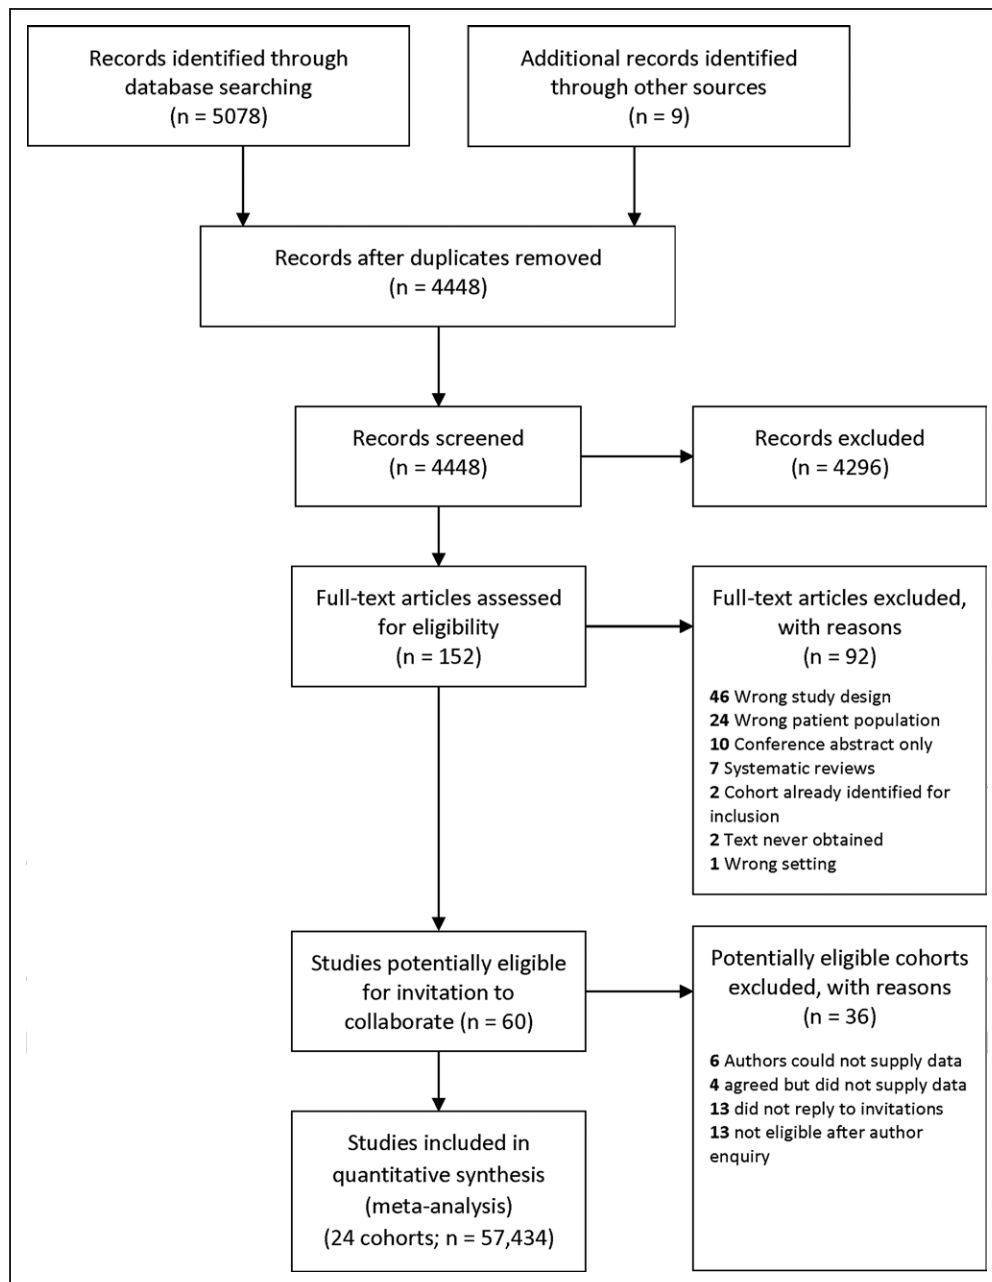 Records identified through
database searching
(n = 5078)
Additional records identified
through other sources
(n = 9)
Records after duplicates removed
(n = 4448)
Records screened
(n = 4448)
Records excluded
(n = 4296)
Full-text articles assessed
for eligibility
(n = 152)
Full-text articles excluded,
with reasons
(n = 92)
46 Wrong study design
24 Wrong patient population
10 Conference abstract only
7 Systematic reviews
2 Cohort already identified for
inclusion
2 Text never obtained
1 Wrong setting
Studies potentially eligible
for invitation to
collaborate (n = 60)
Potentially eligible cohorts
excluded, with reasons
(n = 36)
6 Authors could not supply data
4 agreed but did not supply data
13 did not reply to invitations
13 not eligible after author
enquiry
Studies included in
quantitative synthesis
(meta-analysis)
(24 cohorts; n = 57,434)